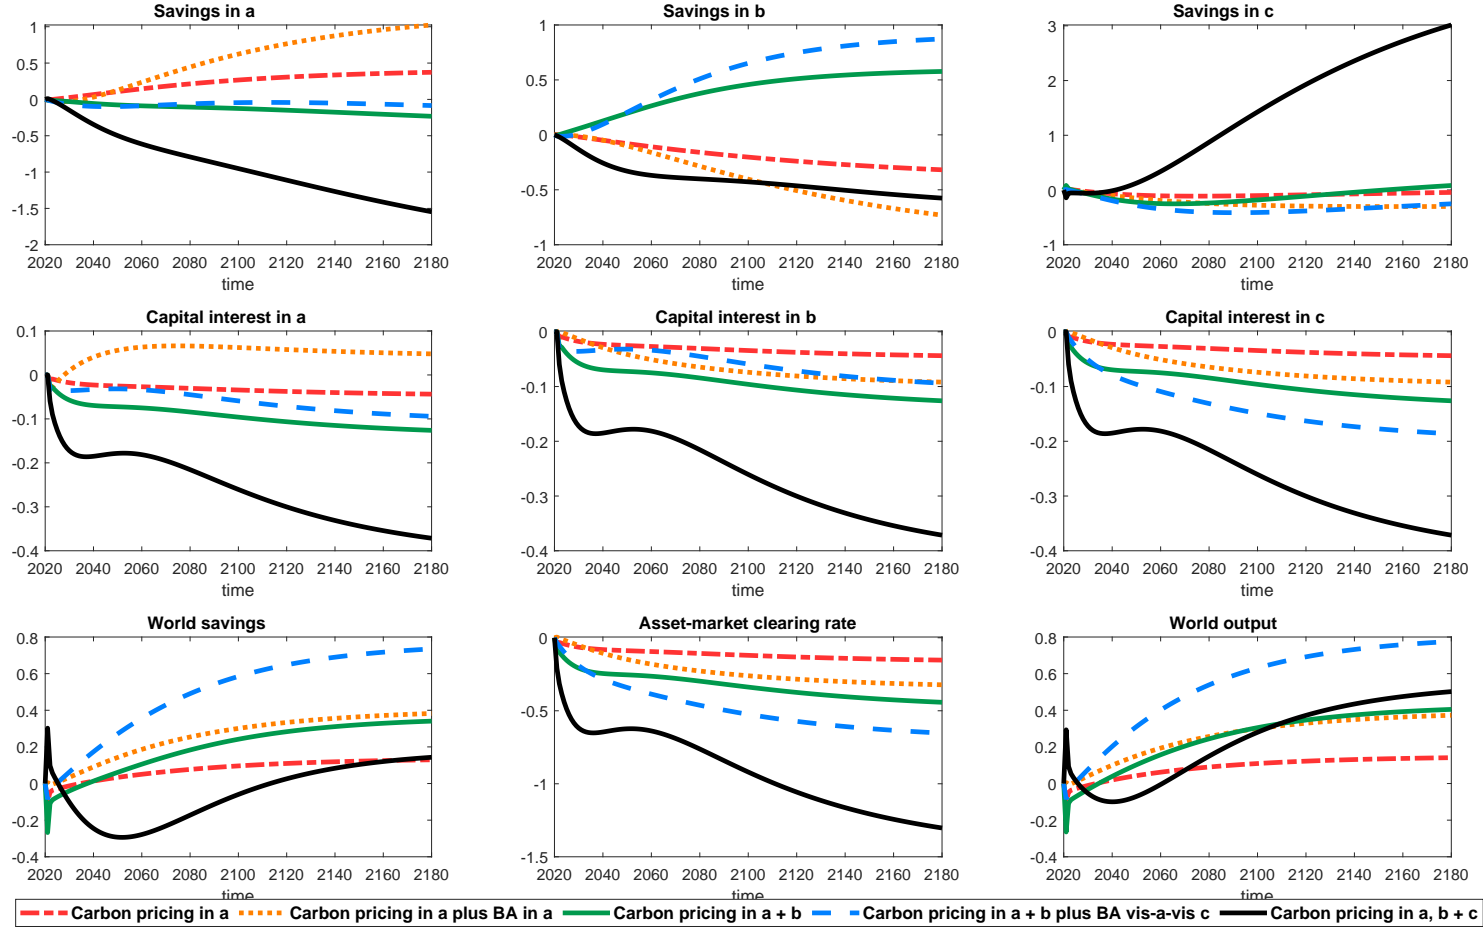 Savings in a
Savings in b
Savings in c
1
0.5
0
-0.5
-1
-1.5
-2
2020 2040 2060 2080 2100 2120 2140 2160 2180
time
1
0.5
0
-0.5
-1
2020 2040 2060 2080 2100 2120 2140 2160 2180
time
3
2
1
0
-1
2020 2040 2060 2080 2100 2120 2140 2160 2180
time
Capital interest in a
Capital interest in b
Capital interest in c
0.1
0
-0.1
-0.2
-0.3
-0.4
2020 2040 2060 2080 2100 2120 2140 2160 2180
time
0
-0.1
-0.2
-0.3
-0.4
2020 2040 2060 2080 2100 2120 2140 2160 2180
time
0
-0.1
-0.2
-0.3
-0.4
2020 2040 2060 2080 2100 2120 2140 2160 2180
time
World savings
Asset-market clearing rate
World output
0.8
0.6
0.4
0.2
0
-0.2
-0.4
2020 2040 2060 2080 2100 2120 2140 2160 2180
time
0
-0.5
-1
-1.5
2020 2040 2060 2080 2100 2120 2140 2160 2180
time
0.8
0.6
0.4
0.2
0
-0.2
-0.4
2020 2040 2060 2080 2100 2120 2140 2160 2180
time
Carbon pricing in a Carbon pricing in a plus BA in a Carbon pricing in a + b Carbon pricing in a + b plus BA vis-a-vis c Carbon pricing in a, b + c